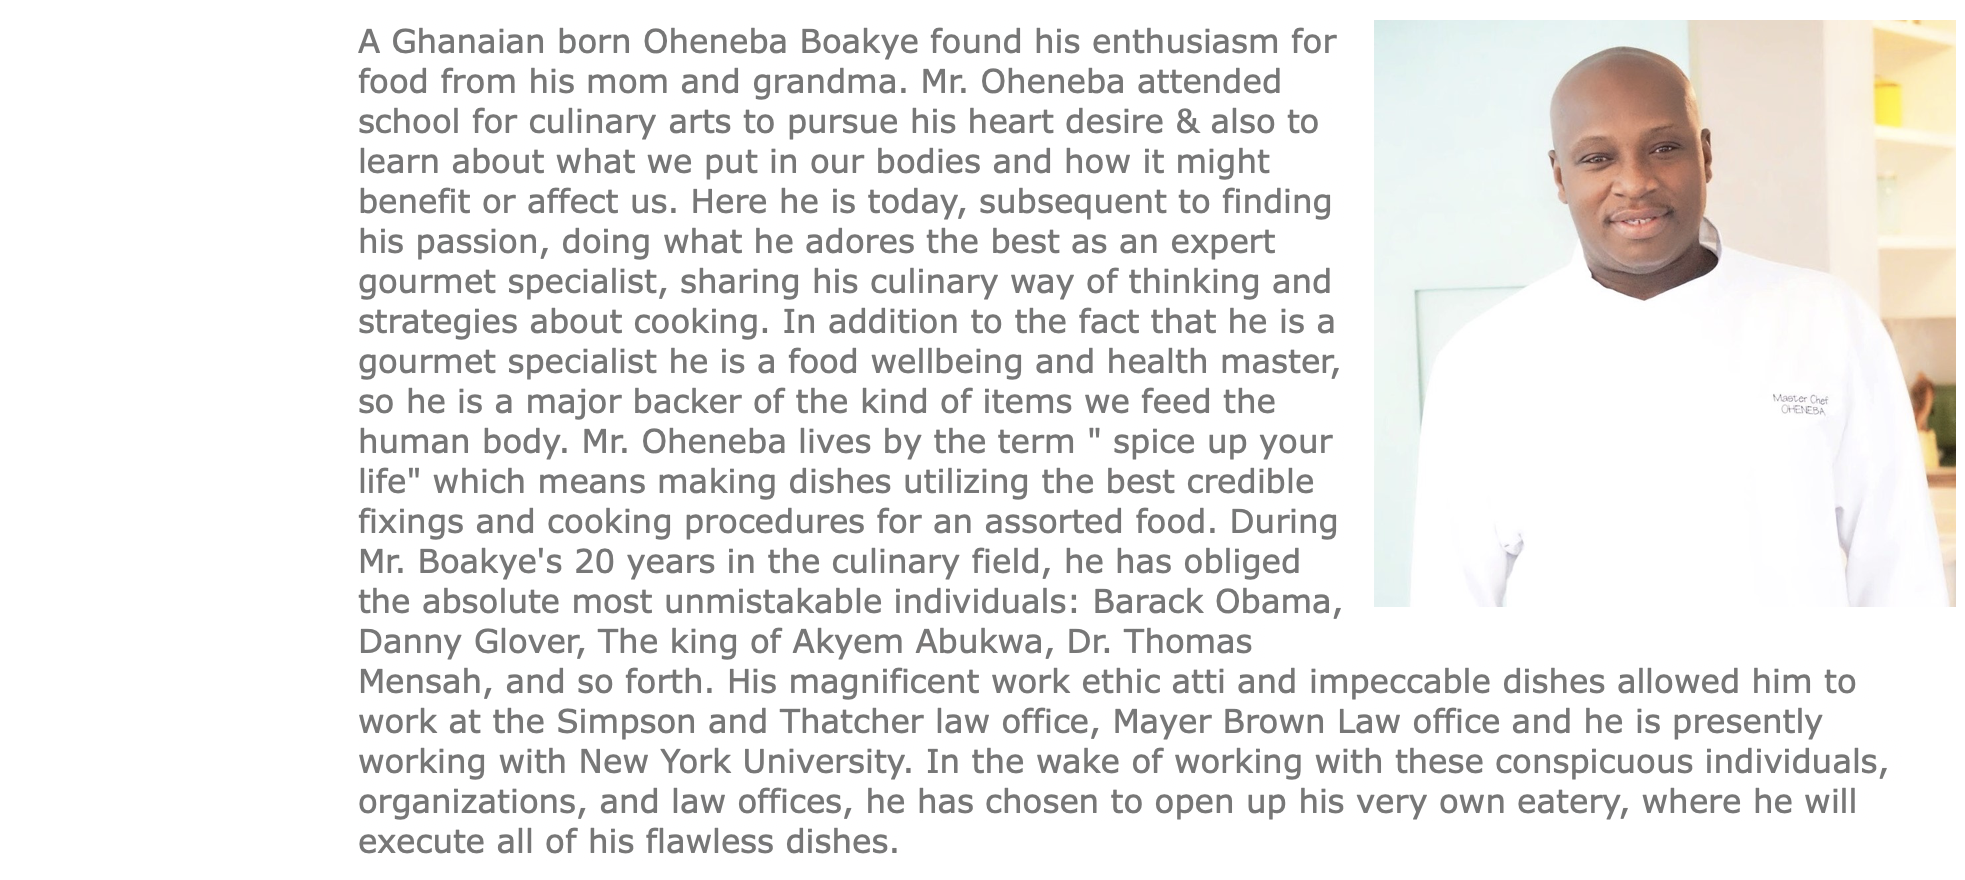 A Ghanaian born Oheneba Boakye found his enthusiasm for
food from his mom and grandma. Mr. Oheneba attended
school for culinary arts to pursue his heart desire & also to
learn about what we put in our bodies and how it might
benefit or affect us. Here he is today, subsequent to finding
his passion, doing what he adores the best as an expert
gourmet specialist, sharing his culinary way of thinking and
strategies about cooking. In addition to the fact that he is a
gourmet specialist he is a food wellbeing and health master,
so he is a major backer of the kind of items we feed the
human body. Mr. Oheneba lives by the term " spice up your
life" which means making dishes utilizing the best credible
fixings and cooking procedures for an assorted food. During
Mr. Boakye's 20 years in the culinary field, he has obliged
the absolute most unmistakable individuals: Barack Obama,
Danny Glover, The king of Akyem Abukwa, Dr. Thomas
Mensah, and so forth. His magnificent work ethic atti and impeccable dishes allowed him to
work at the Simpson and Thatcher law office, Mayer Brown Law office and he is presently
working with New York University. In the wake of working with these conspicuous individuals,
organizations, and law offices, he has chosen to open up his very own eatery, where he will
execute all of his flawless dishes.
Master Chef
OHENEBA